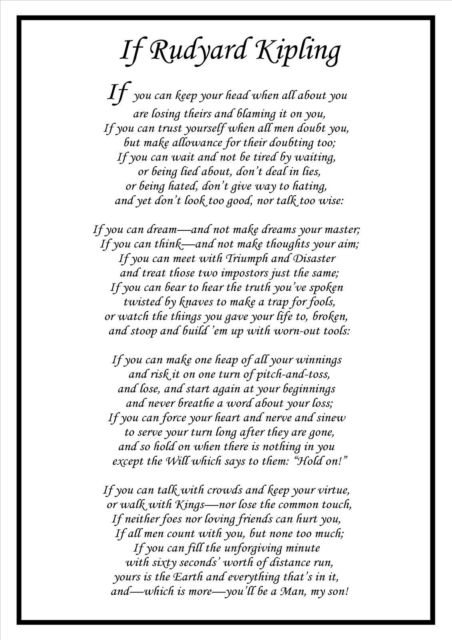 If Rudyard Kipling
If you can keep your head when all about you
are losing theirs and blaming it on you,
If you can trust yourself when all men doubt you,
but make allowance for their doubting too;
If you can wait and not be tired by waiting,
or being lied about, don't deal in lies,
or being hated, don't give way to hating,
and yet don't look too good, nor talk too wise:
If you can dream—and not make dreams your master;
If you can think—and not make thoughts your aim;
If you can meet with Triumph and Disaster
and treat those two impostors just the same;
If you can bear to hear the truth you've spoken
twisted by knaves to make a trap for fools,
or watch the things you gave your life to, broken,
and stoop and build 'em up with worn-out tools:
If you can make one heap of all your winnings
and risk it on one turn of pitch-and-toss,
and lose, and start again at your beginnings
and never breathe a word about your loss;
If you can force your heart and nerve and sinew
to serve your turn long after they are gone,
and so hold on when there is nothing in you
except the Will which says to them: “Hold on!”
If you can talk with crowds and keep your virtue,
or walk with Kings—nor lose the common touch,
If neither foes nor loving friends can hurt you,
If all men count with you, but none too much;
If you can fill the unforgiving minute
with sixty seconds' worth of distance run,
yours is the Earth and everything that's in it,
and—which is more—you'll be a Man, my son!